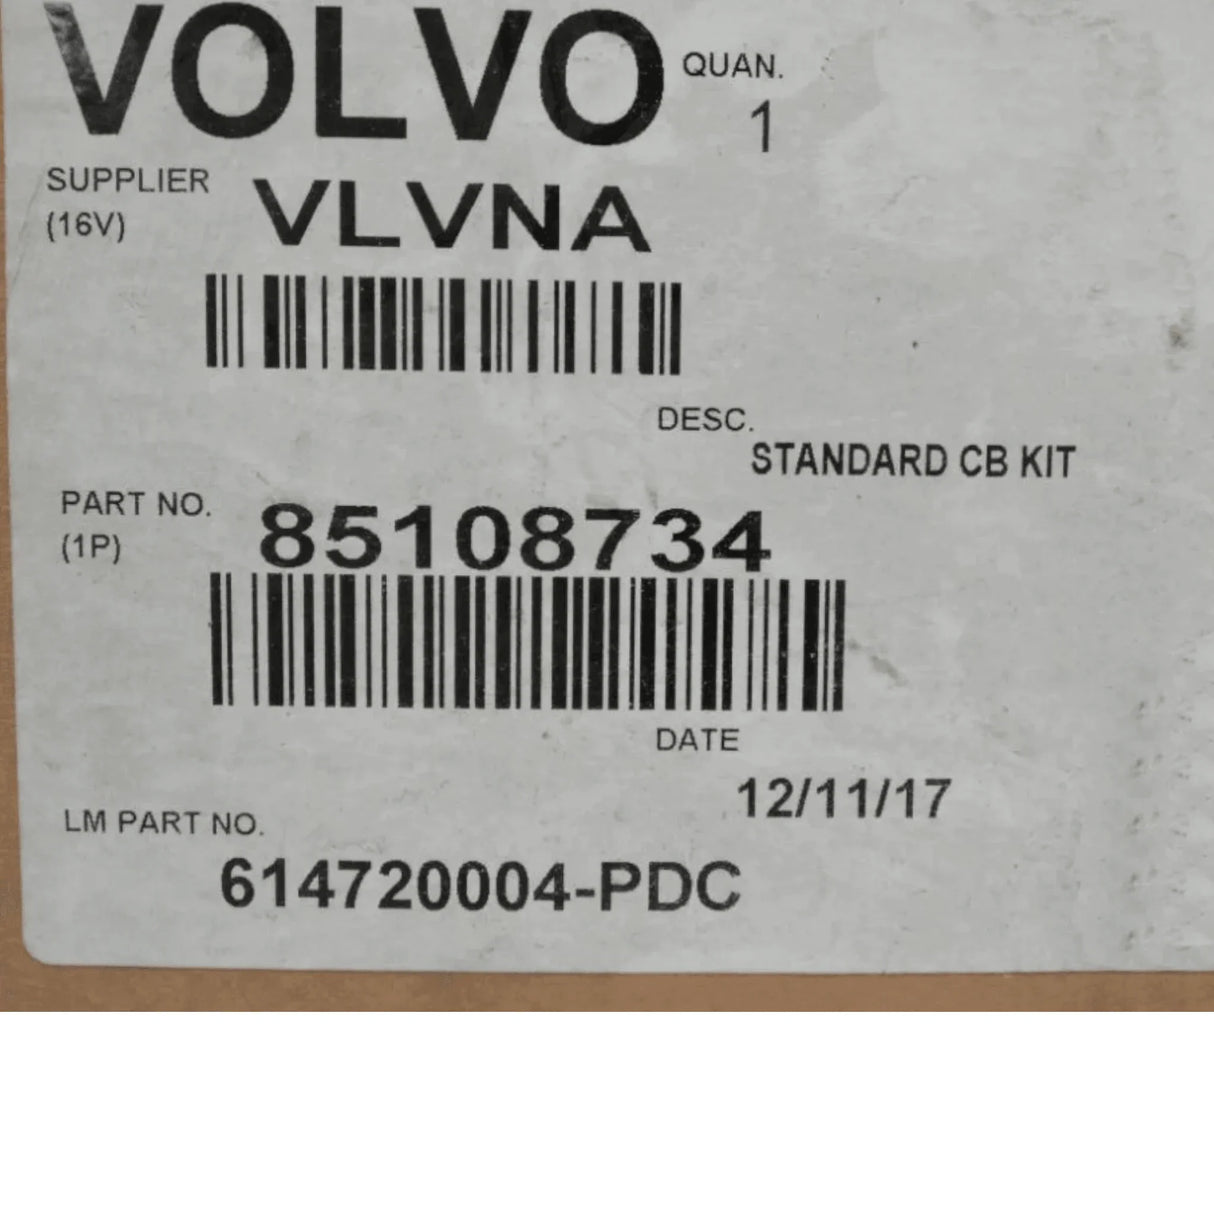 VOLVO
QUAN.
1
SUPPLIER
(16V)
VLVNA
DESC.
STANDARD CB KIT
PART NO.
(1P)
85108734
DATE
12/11/17
LM PART NO.
614720004-PDC